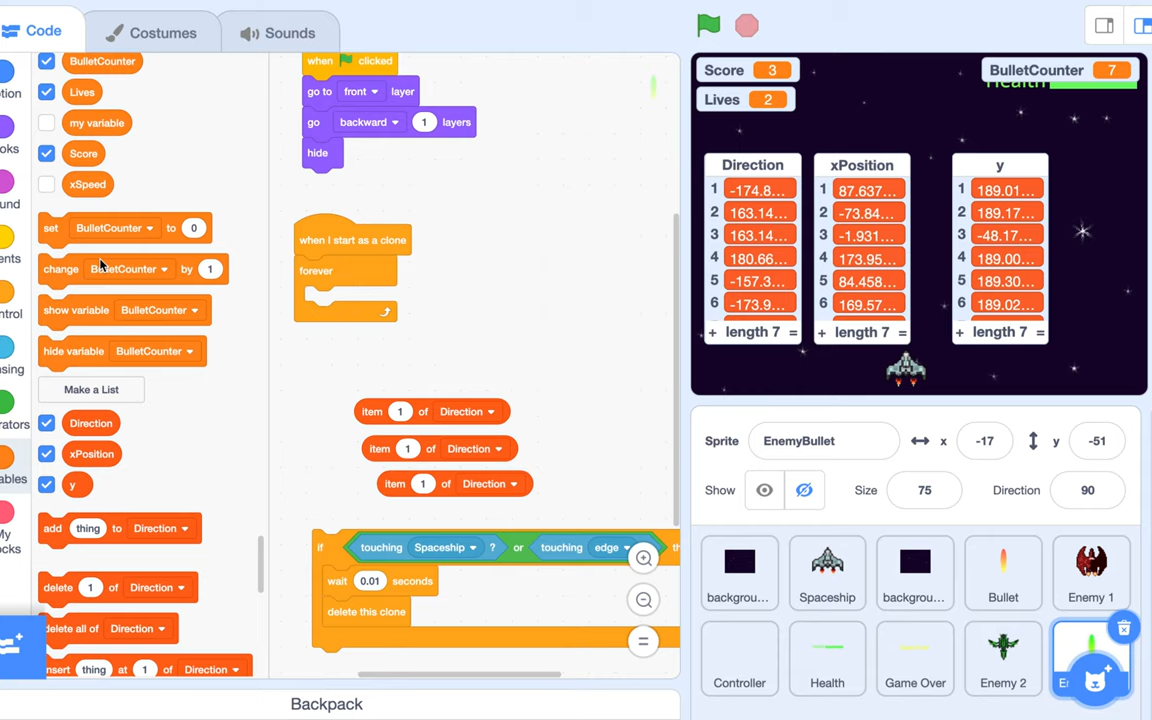 Code
Costumes
Sounds
BulletCounter
Lives
my variable
Score
xSpeed
set BulletCounter to 0
change BulletCounter by 1
show variable BulletCounter
hide variable BulletCounter
Make a List
Direction
xPosition
y
add thing to Direction
delete 1 of Direction
delete all of Direction
insert thing at 1 of Direction
when clicked
go to front layer
go backward 1 layers
hide
when I start as a clone
forever
item 1 of Direction
item 1 of Direction
item 1 of Direction
if touching Spaceship ? or touching edge
wait 0.01 seconds
delete this clone
Backpack
Score 3
Lives 2
BulletCounter 7
Health
Direction
1 -174.8...
2 163.14...
3 163.14...
4 180.66...
5 -157.3...
6 -173.9...
+ length 7 =
xPosition
1 87.637...
2 -73.84...
3 -1.931...
4 173.95...
5 84.458...
6 169.57...
+ length 7 =
y
1 189.01...
2 189.17...
3 -48.17...
4 189.00...
5 189.30...
6 189.02...
+ length 7 =
Sprite EnemyBullet x -17 y -51
Show Size 75 Direction 90
backgrou...
Spaceship
backgrou...
Bullet
Enemy 1
Controller
Health
Game Over
Enemy 2